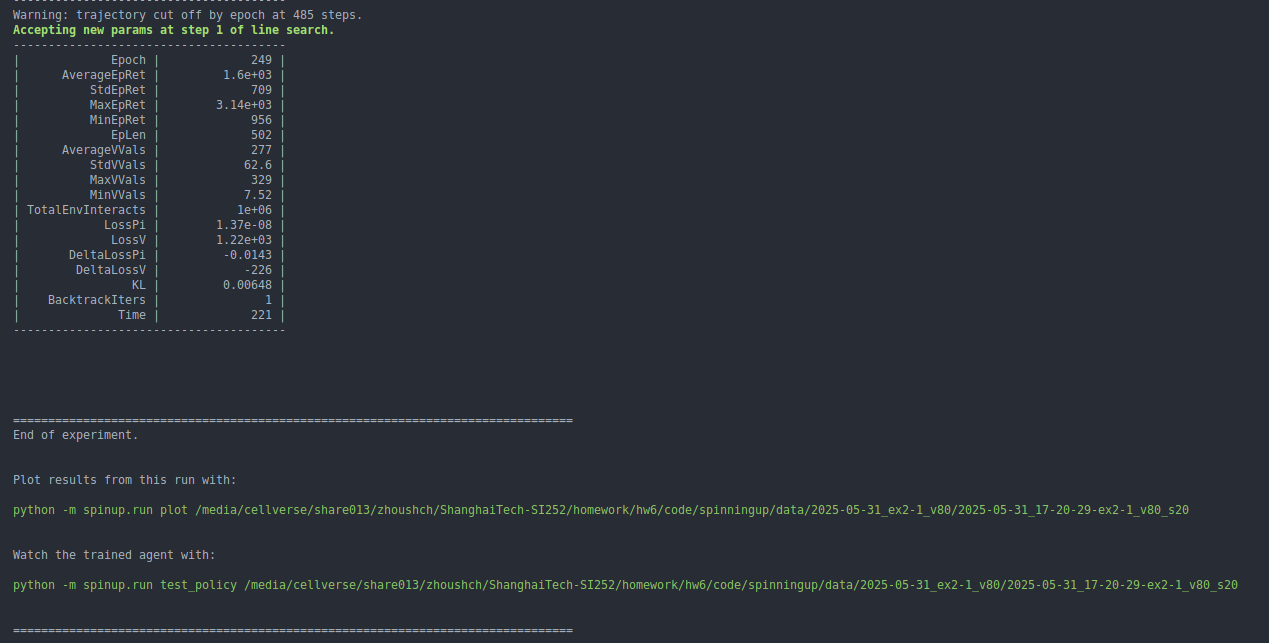 ---------------------------------------
Warning: trajectory cut off by epoch at 485 steps.
Accepting new params at step 1 of line search.
---------------------------------------
|             Epoch |             249 |
|      AverageEpRet |         1.6e+03 |
|          StdEpRet |             709 |
|          MaxEpRet |        3.14e+03 |
|          MinEpRet |             956 |
|             EpLen |             502 |
|      AverageVVals |             277 |
|          StdVVals |            62.6 |
|          MaxVVals |             329 |
|          MinVVals |            7.52 |
| TotalEnvInteracts |           1e+06 |
|            LossPi |        1.37e-08 |
|             LossV |        1.22e+03 |
|       DeltaLossPi |         -0.0143 |
|        DeltaLossV |            -226 |
|                KL |         0.00648 |
|    BacktrackIters |               1 |
|              Time |             221 |
---------------------------------------
================================================================================
End of experiment.
Plot results from this run with:
python -m spinup.run plot /media/cellverse/share013/zhoushch/ShanghaiTech-SI252/homework/hw6/code/spinningup/data/2025-05-31_ex2-1_v80/2025-05-31_17-20-29-ex2-1_v80_s20
Watch the trained agent with:
python -m spinup.run test_policy /media/cellverse/share013/zhoushch/ShanghaiTech-SI252/homework/hw6/code/spinningup/data/2025-05-31_ex2-1_v80/2025-05-31_17-20-29-ex2-1_v80_s20
================================================================================